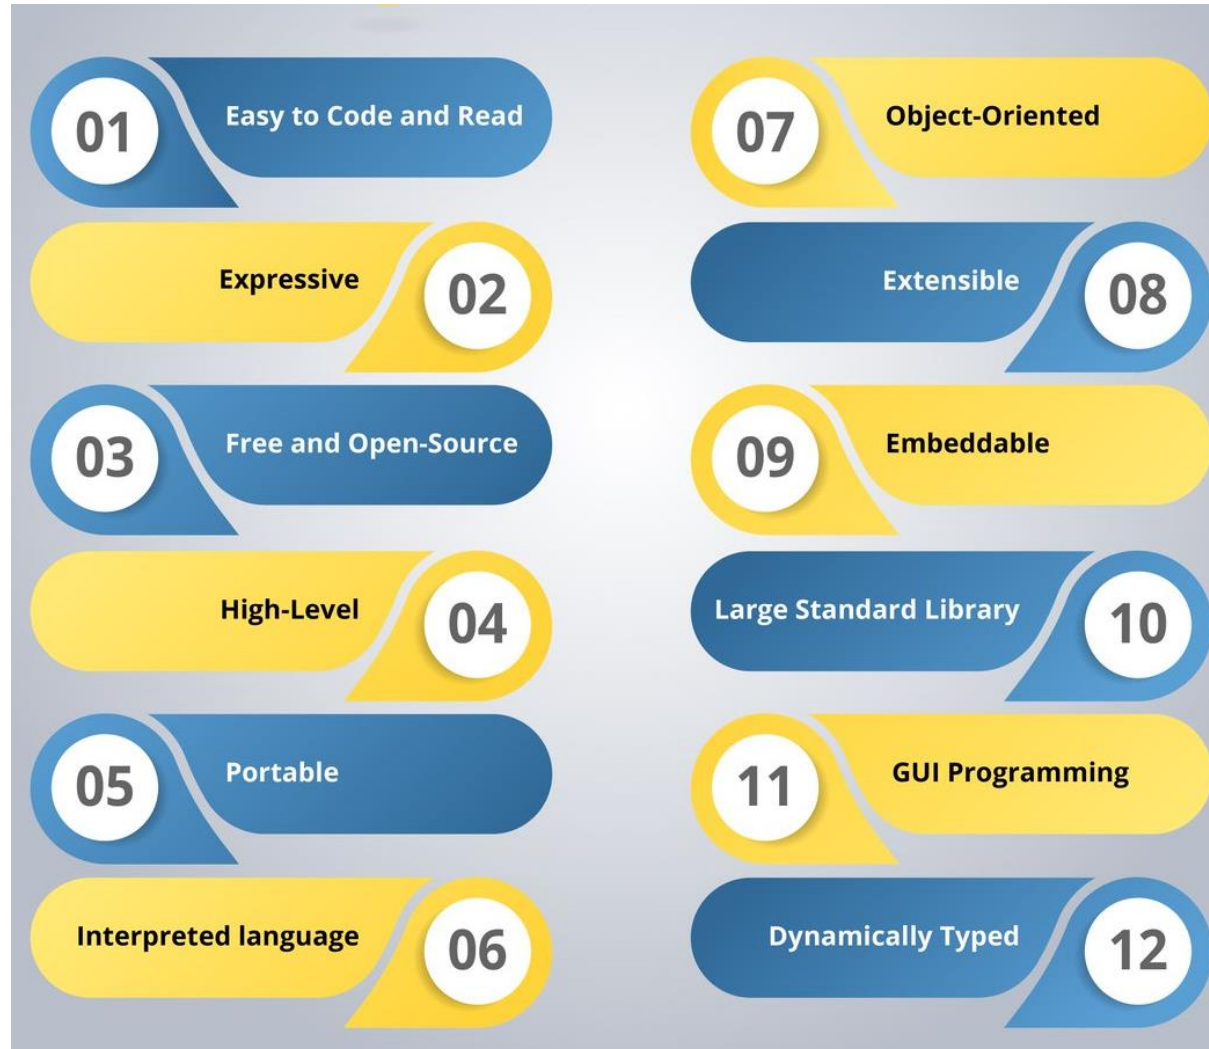 01
Easy to Code and Read
Expressive
02
03
Free and Open-Source
High-Level
04
05
Portable
Interpreted language
06
07
Object-Oriented
Extensible
08
09
Embeddable
Large Standard Library
10
11
GUI Programming
Dynamically Typed
12